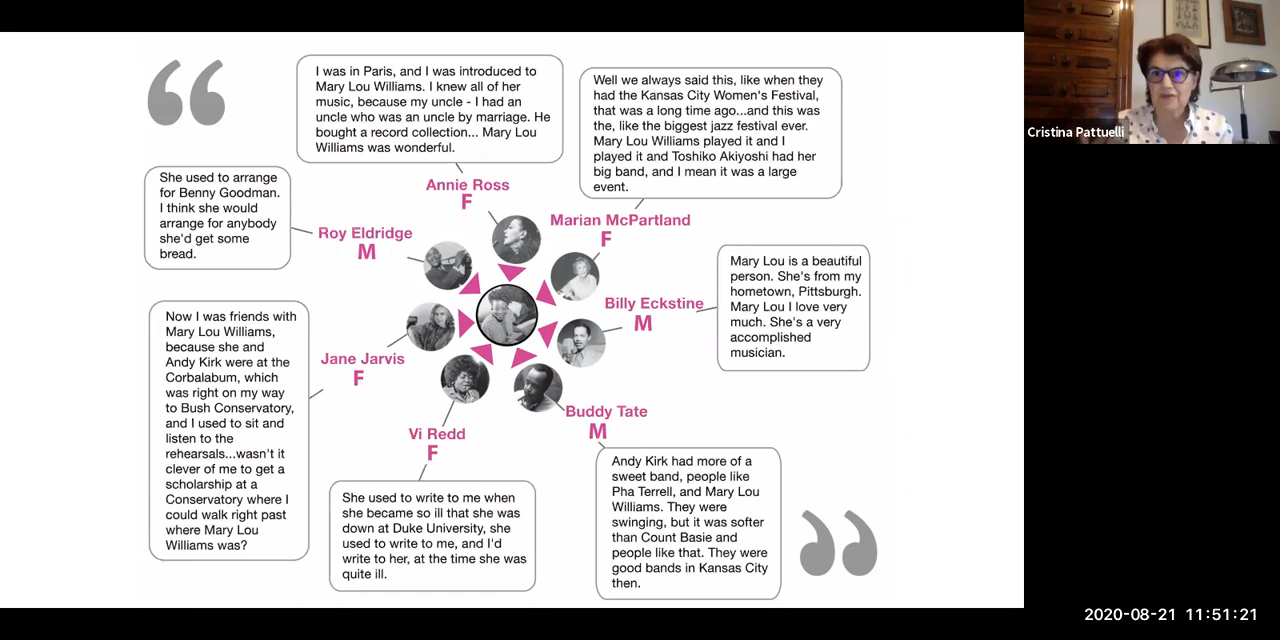 I was in Paris, and I was introduced to
Mary Lou Williams. I knew all of her
music, because my uncle - I had an
uncle who was an uncle by marriage. He
bought a record collection... Mary Lou
Williams was wonderful.
Annie Ross
F
Well we always said this, like when they
had the Kansas City Women's Festival,
that was a long time ago...and this was
the, like the biggest jazz festival ever.
Mary Lou Williams played it and I
played it and Toshiko Akiyoshi had her
big band, and I mean it was a large
event.
Marian McPartland
F
She used to arrange
for Benny Goodman.
I think she would
arrange for anybody
she'd get some
bread.
Roy Eldridge
M
Mary Lou is a beautiful
person. She's from my
hometown, Pittsburgh.
Mary Lou I love very
much. She's a very
accomplished
musician.
Billy Eckstine
M
Now I was friends with
Mary Lou Williams,
because she and
Andy Kirk were at the
Corbalabum, which
was right on my way
to Bush Conservatory,
and I used to sit and
listen to the
rehearsals...wasn't it
clever of me to get a
scholarship at a
Conservatory where I
could walk right past
where Mary Lou
Williams was?
Jane Jarvis
F
Vi Redd
F
She used to write to me when
she became so ill that she was
down at Duke University, she
used to write to me, and I'd
write to her, at the time she was
quite ill.
Buddy Tate
M
Andy Kirk had more of a
sweet band, people like
Pha Terrell, and Mary Lou
Williams. They were
swinging, but it was softer
than Count Basie and
people like that. They were
good bands in Kansas City
then.
Cristina Pattuelli
2020-08-21 11:51:21